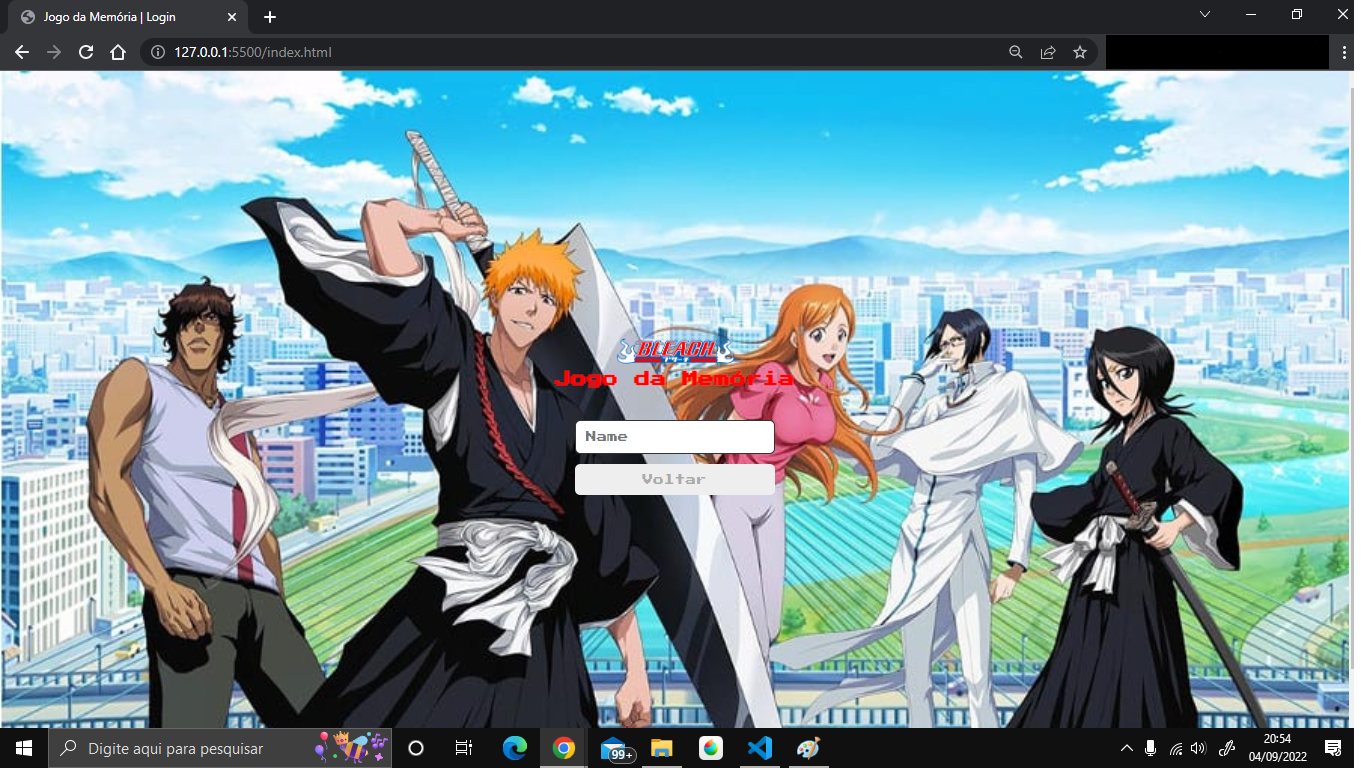 Jogo da Memória | Login
127.0.0.1:5500/index.html
BLEACH
Jogo da Memória
Name
Voltar
Digite aqui para pesquisar
99+
20:54
04/09/2022